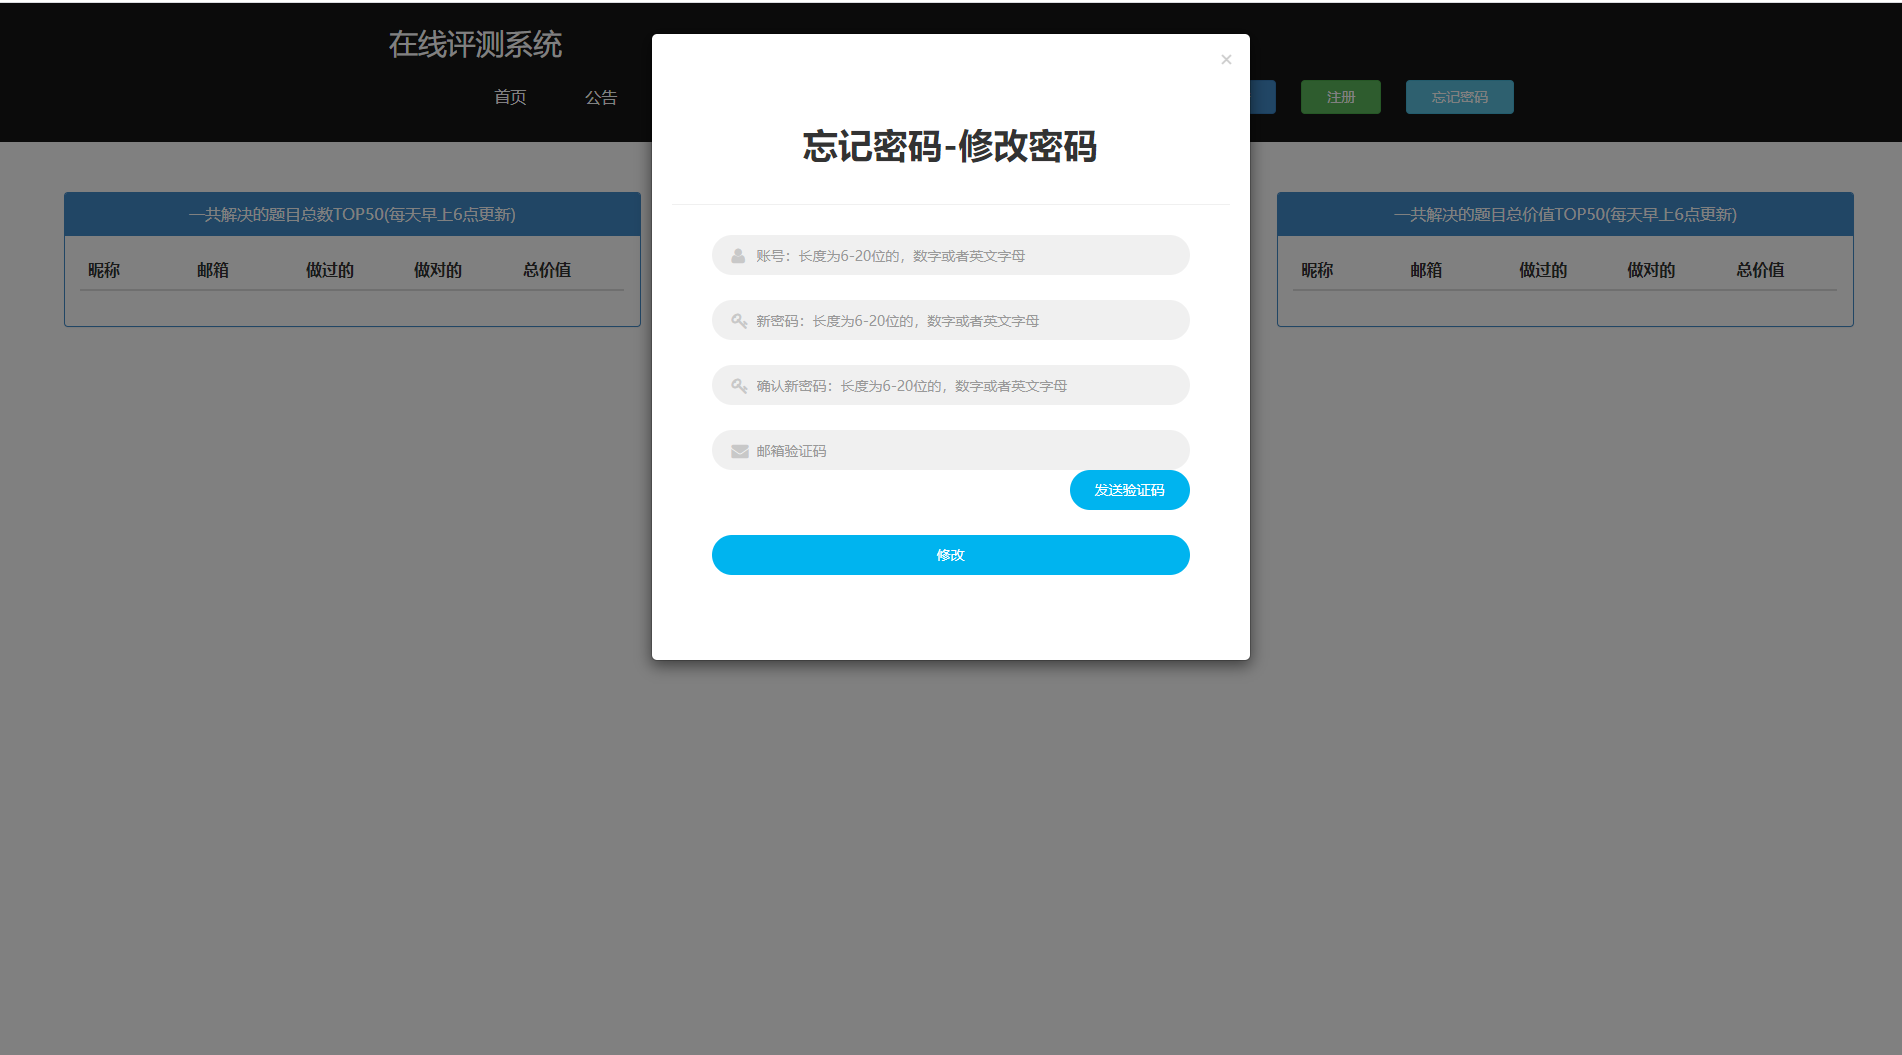 在线评测系统
首页
公告
注册
忘记密码
×
忘记密码-修改密码
账号：长度为6-20位的，数字或者英文字母
新密码：长度为6-20位的，数字或者英文字母
确认新密码：长度为6-20位的，数字或者英文字母
邮箱验证码
发送验证码
修改
一共解决的题目总数TOP50(每天早上6点更新)
昵称 邮箱 做过的 做对的 总价值
一共解决的题目总价值TOP50(每天早上6点更新)
昵称 邮箱 做过的 做对的 总价值